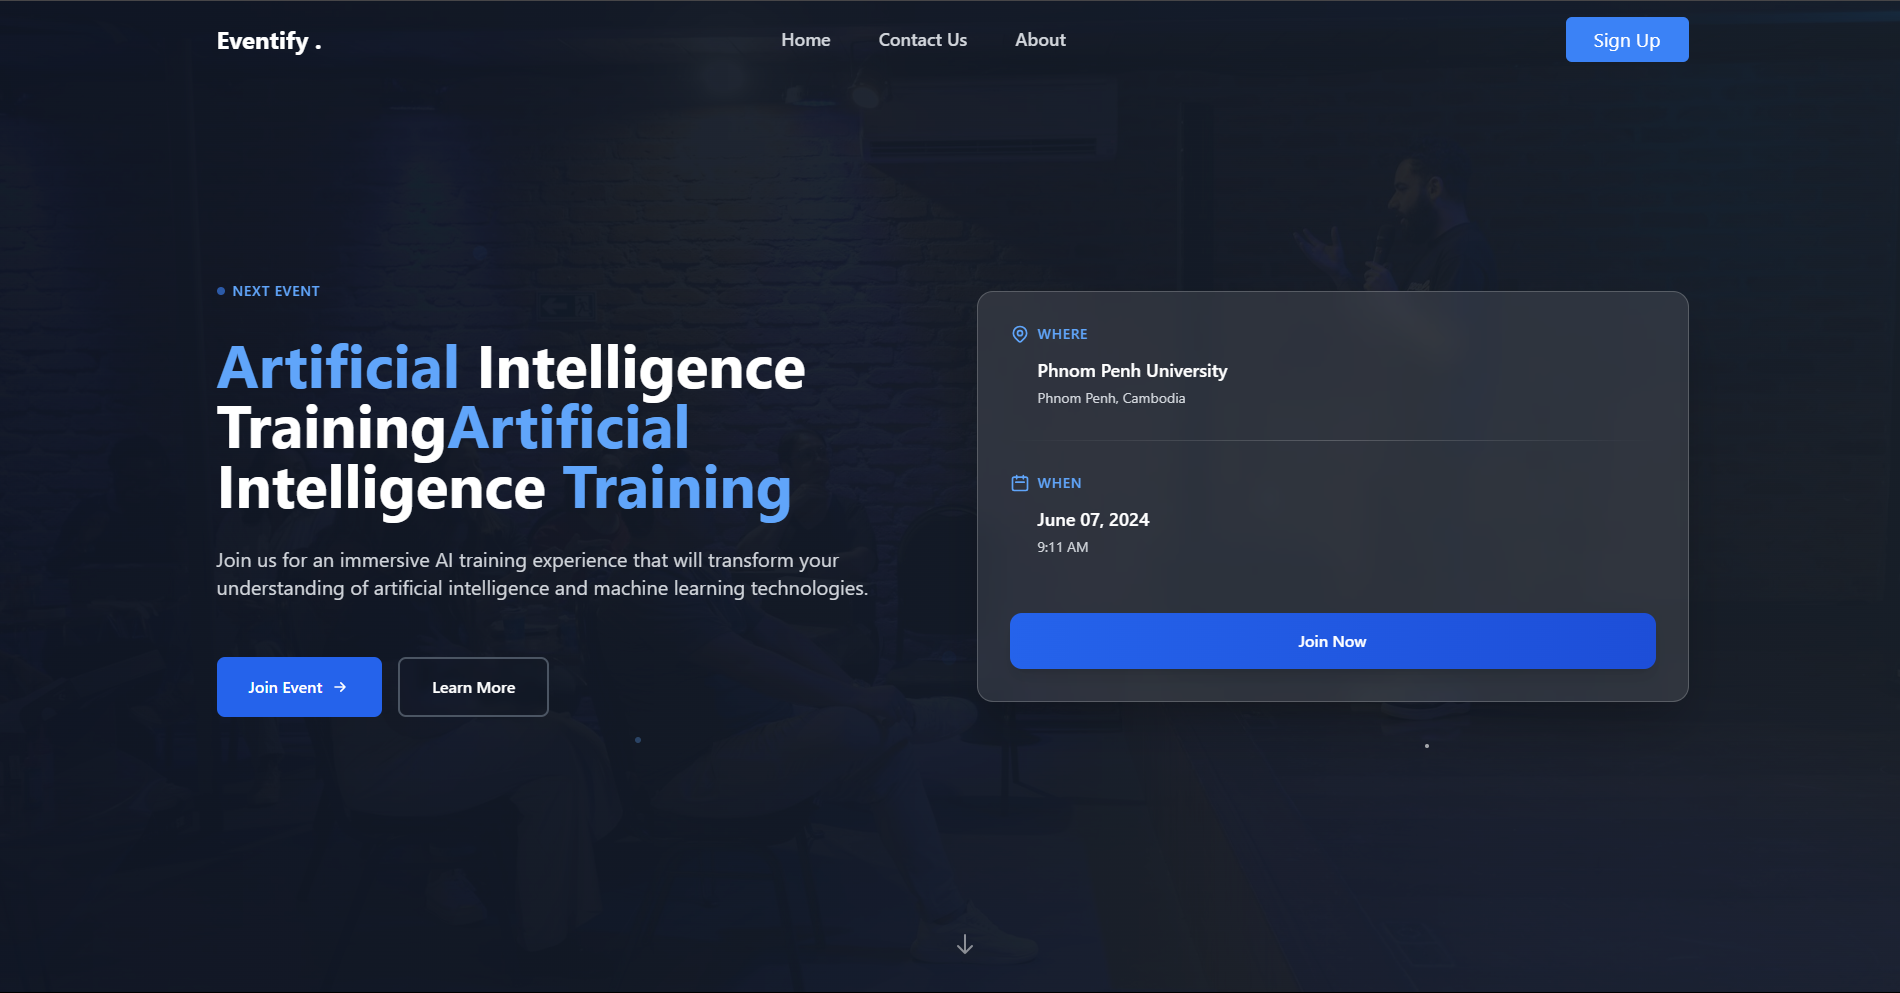 Eventify .
Home
Contact Us
About
Sign Up
NEXT EVENT
Artificial Intelligence
TrainingArtificial
Intelligence Training
Join us for an immersive AI training experience that will transform your
understanding of artificial intelligence and machine learning technologies.
Join Event
Learn More
WHERE
Phnom Penh University
Phnom Penh, Cambodia
WHEN
June 07, 2024
9:11 AM
Join Now